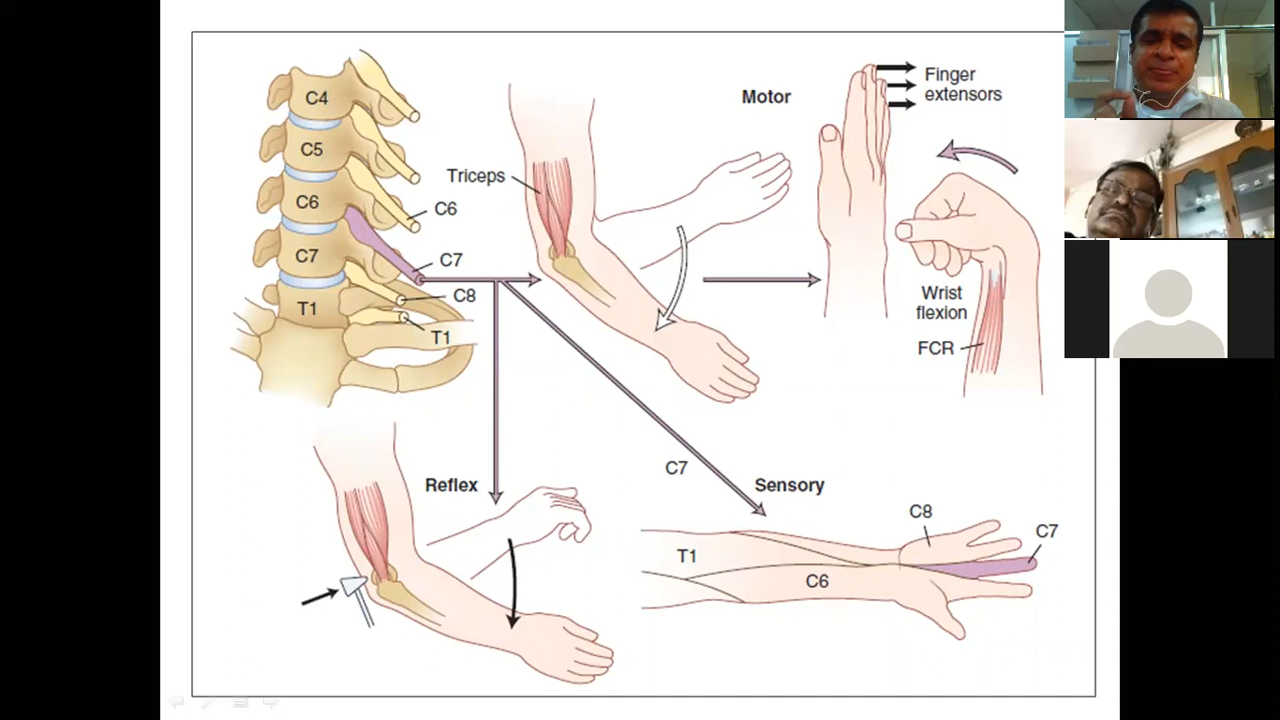 C4
C5
C6
C7
T1
C6
C7
C8
T1
Triceps
Motor
Finger
extensors
Wrist
flexion
FCR
Reflex
C7
Sensory
T1
C6
C8
C7